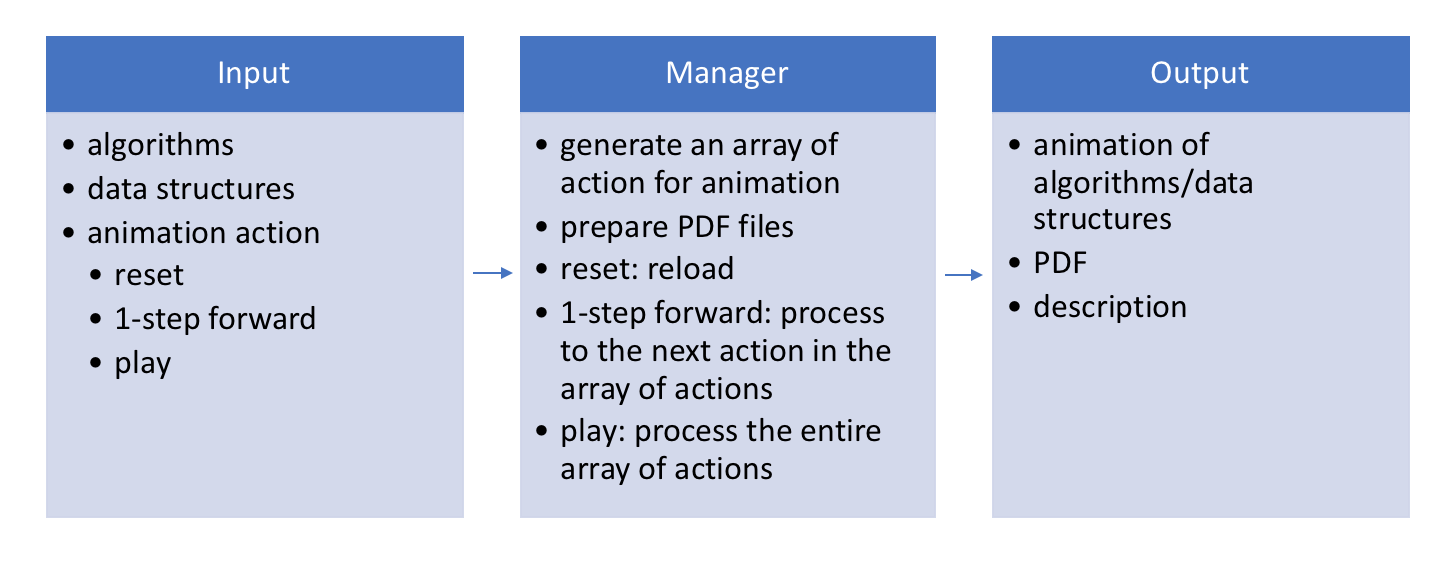 Input
• algorithms
• data structures
• animation action
• reset
• 1-step forward
• play
Manager
• generate an array of
action for animation
• prepare PDF files
• reset: reload
• 1-step forward: process
to the next action in the
array of actions
• play: process the entire
array of actions
Output
• animation of
algorithms/data
structures
• PDF
• description